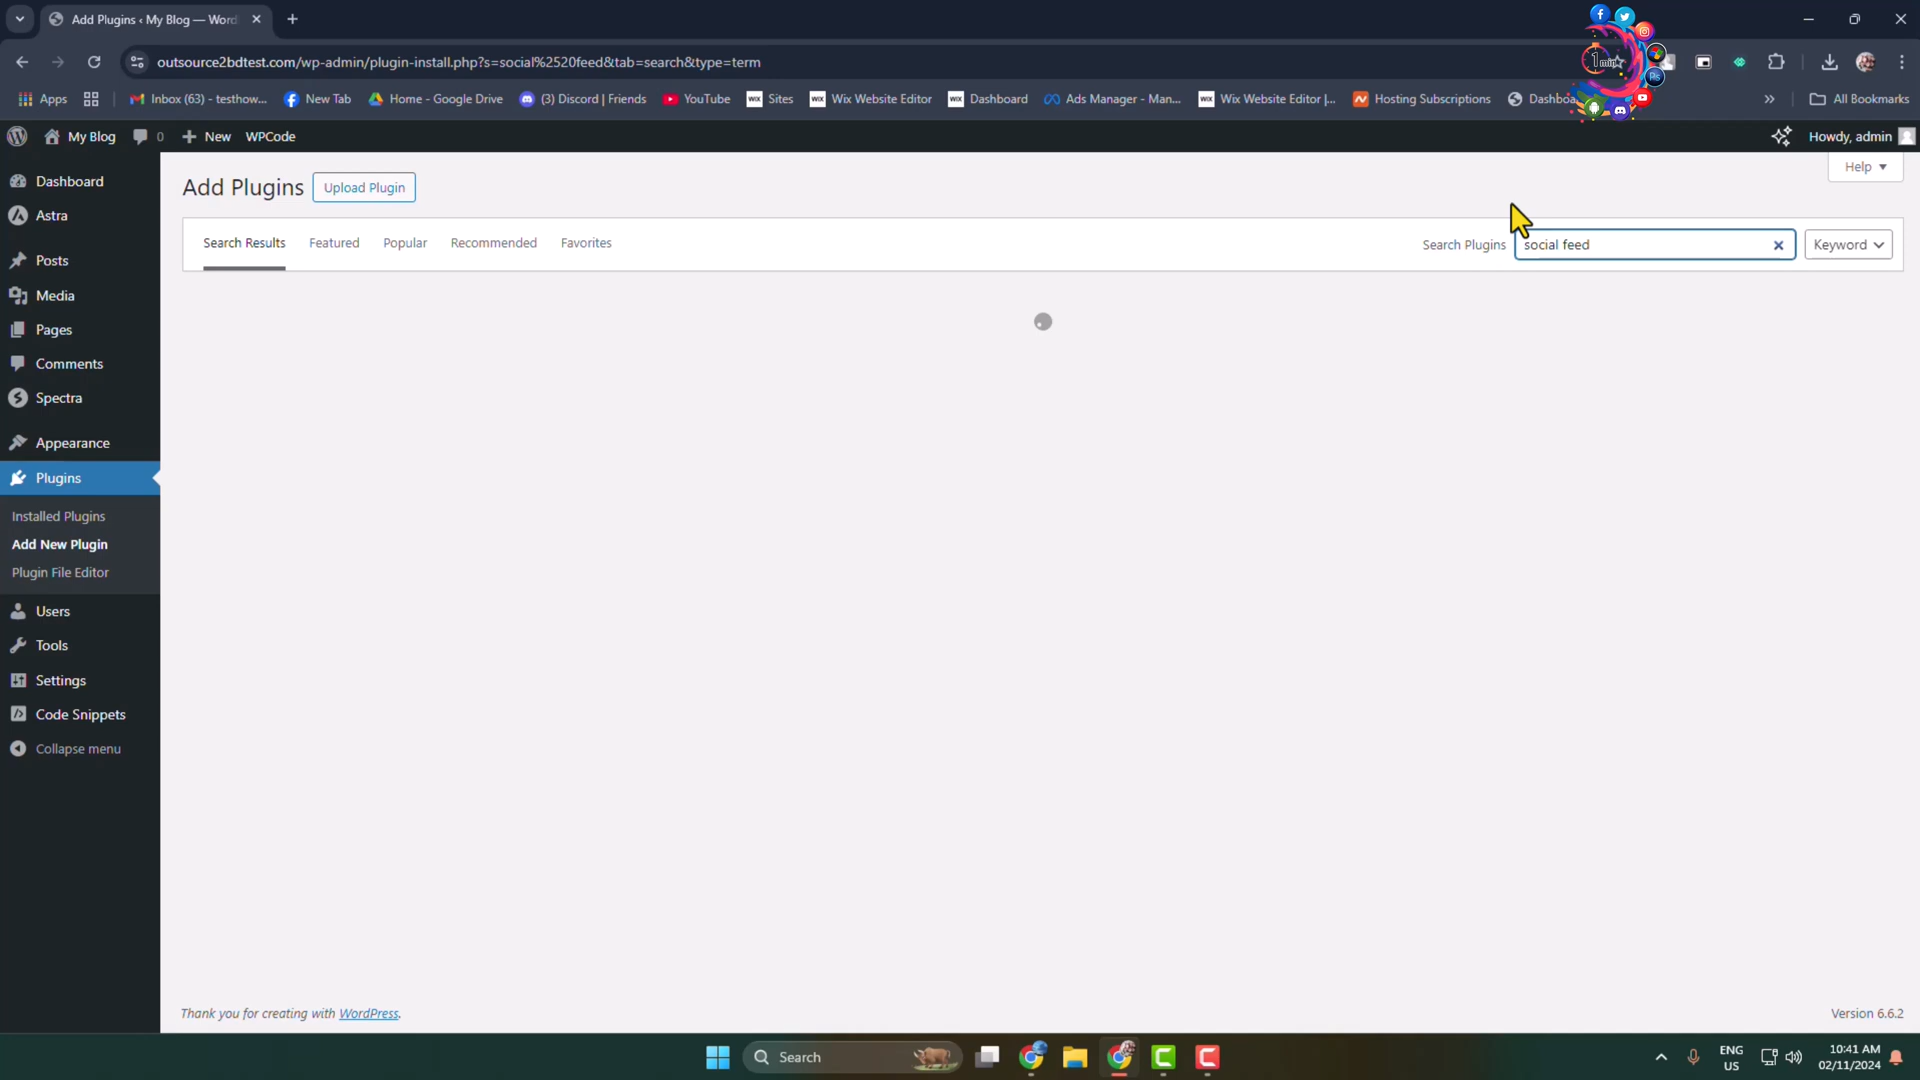 Add Plugins ‹ My Blog — Word
outsource2bdtest.com/wp-admin/plugin-install.php?s=social%2520feed&tab=search&type=term
Apps
Inbox (63) - testhow...
New Tab
Home - Google Drive
(3) Discord | Friends
YouTube
Sites
Wix Website Editor
Dashboard
Ads Manager - Man...
Wix Website Editor |...
Hosting Subscriptions
Dashboa
All Bookmarks
My Blog
0
New
WPCode
Howdy, admin
Dashboard
Astra
Posts
Media
Pages
Comments
Spectra
Appearance
Plugins
Installed Plugins
Add New Plugin
Plugin File Editor
Users
Tools
Settings
Code Snippets
Collapse menu
Add Plugins
Upload Plugin
Help
Search Results
Featured
Popular
Recommended
Favorites
Search Plugins
social feed
Keyword
Thank you for creating with WordPress.
Version 6.6.2
Search
ENG
US
10:41 AM
02/11/2024